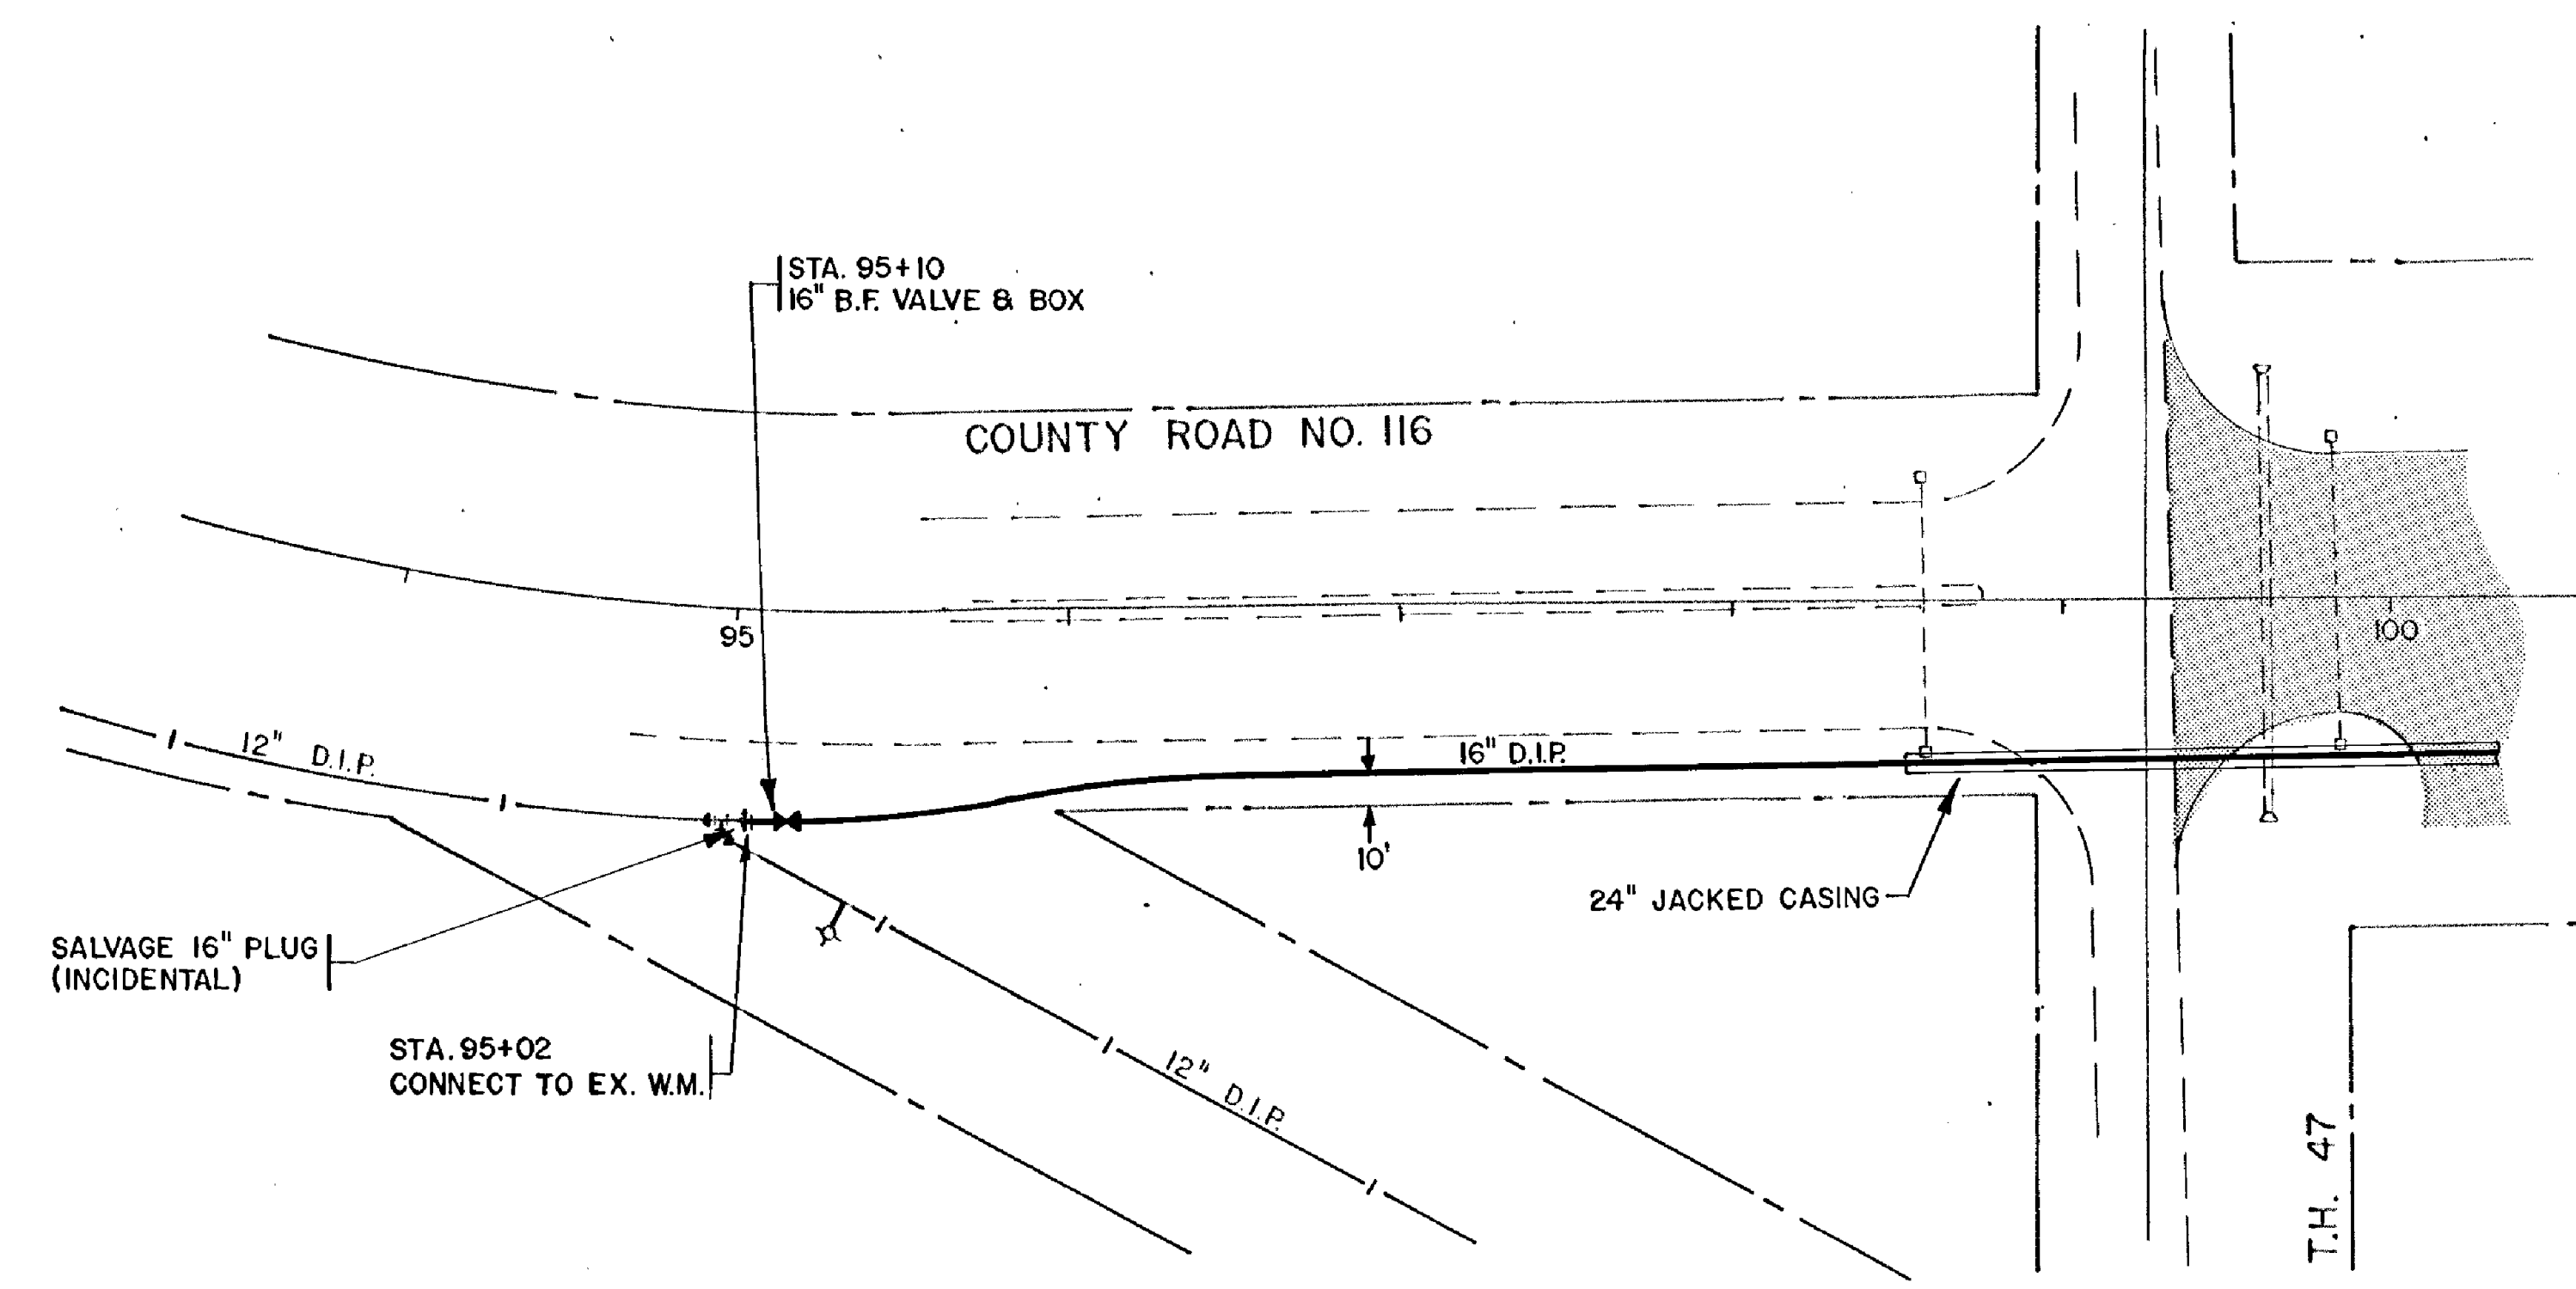 STA. 95+10
16" B.F. VALVE & BOX
COUNTY ROAD NO. 116
95
100
12" D.I.P.
16" D.I.P.
10'
24" JACKED CASING
SALVAGE 16" PLUG
(INCIDENTAL)
STA. 95+02
CONNECT TO EX. W.M.
12" D.I.P.
T.H. 47